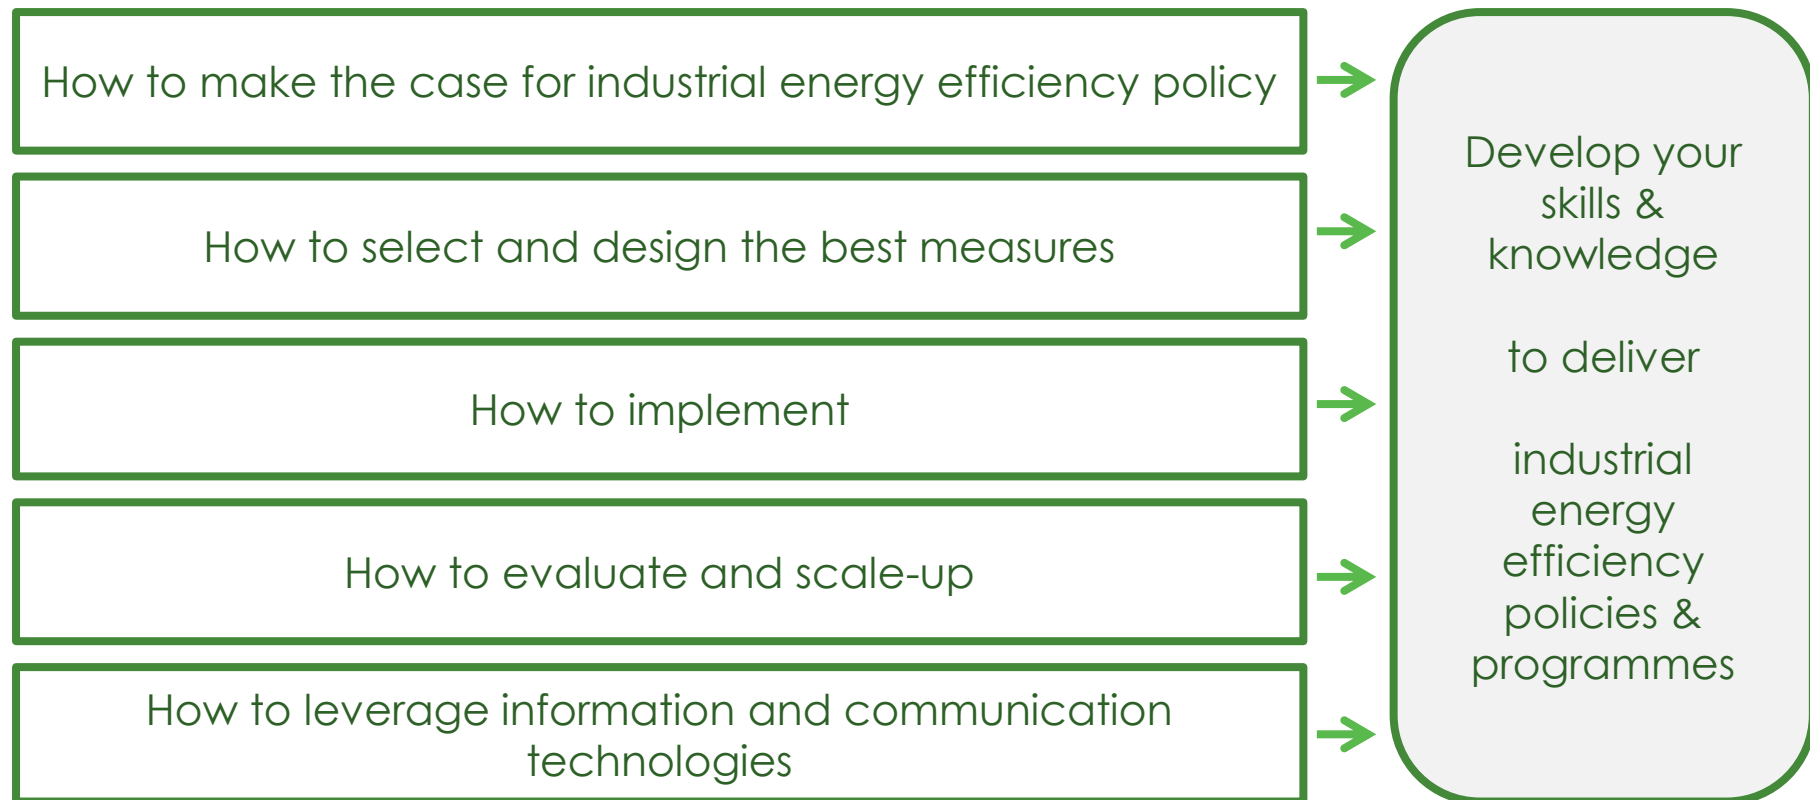 How to make the case for industrial energy efficiency policy
How to select and design the best measures
How to implement
How to evaluate and scale-up
How to leverage information and communication
technologies
Develop your
skills &
knowledge
to deliver
industrial
energy
efficiency
policies &
programmes